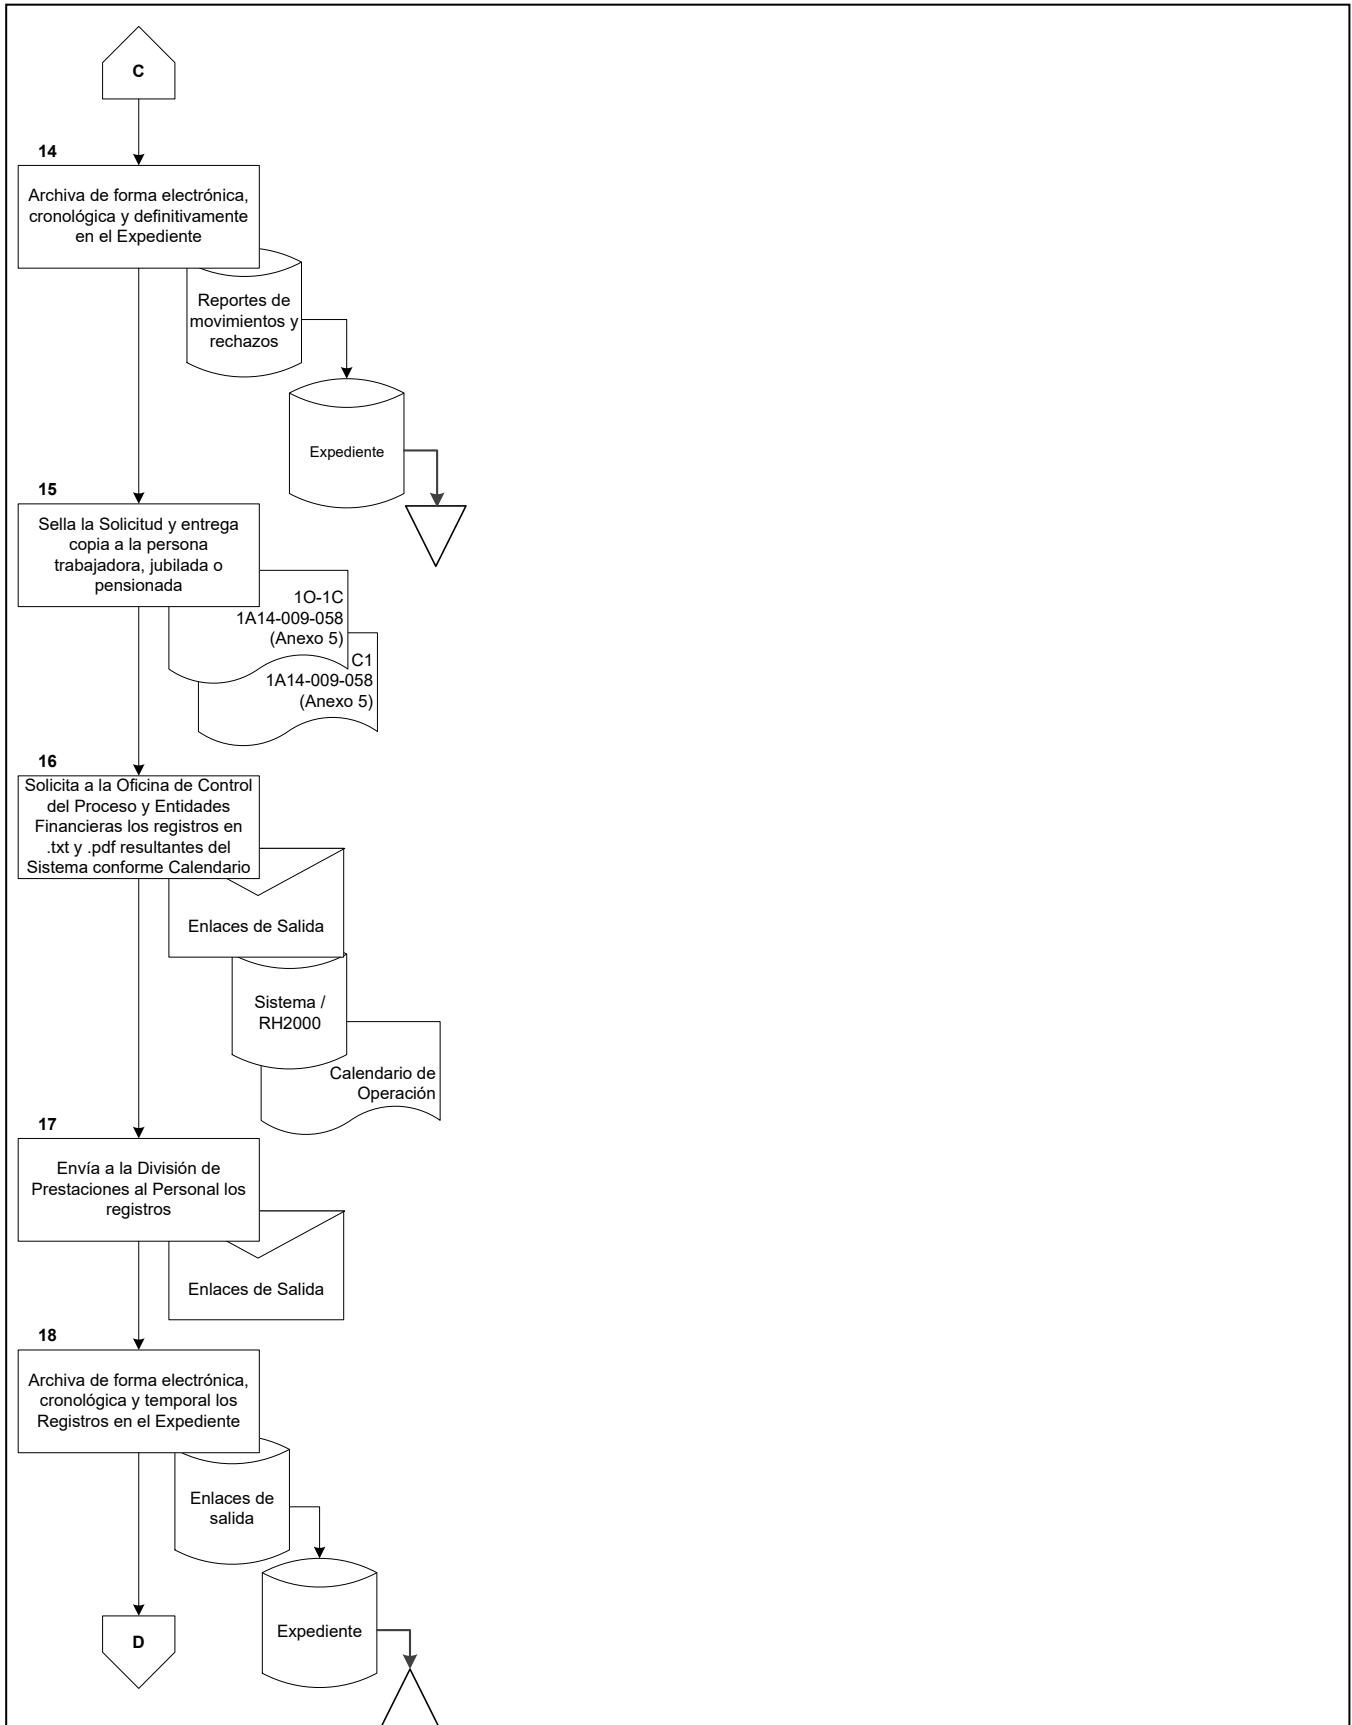 C
14
Archiva de forma electrónica,
cronológica y definitivamente
en el Expediente
Reportes de
movimientos y
rechazos
Expediente
15
Sella la Solicitud y entrega
copia a la persona
trabajadora, jubilada o
pensionada
1O-1C
1A14-009-058
(Anexo 5)
C1
1A14-009-058
(Anexo 5)
16
Solicita a la Oficina de Control
del Proceso y Entidades
Financieras los registros en
.txt y .pdf resultantes del
Sistema conforme Calendario
Enlaces de Salida
Sistema /
RH2000
Calendario de
Operación
17
Envía a la División de
Prestaciones al Personal los
registros
Enlaces de Salida
18
Archiva de forma electrónica,
cronológica y temporal los
Registros en el Expediente
Enlaces de
salida
Expediente
D